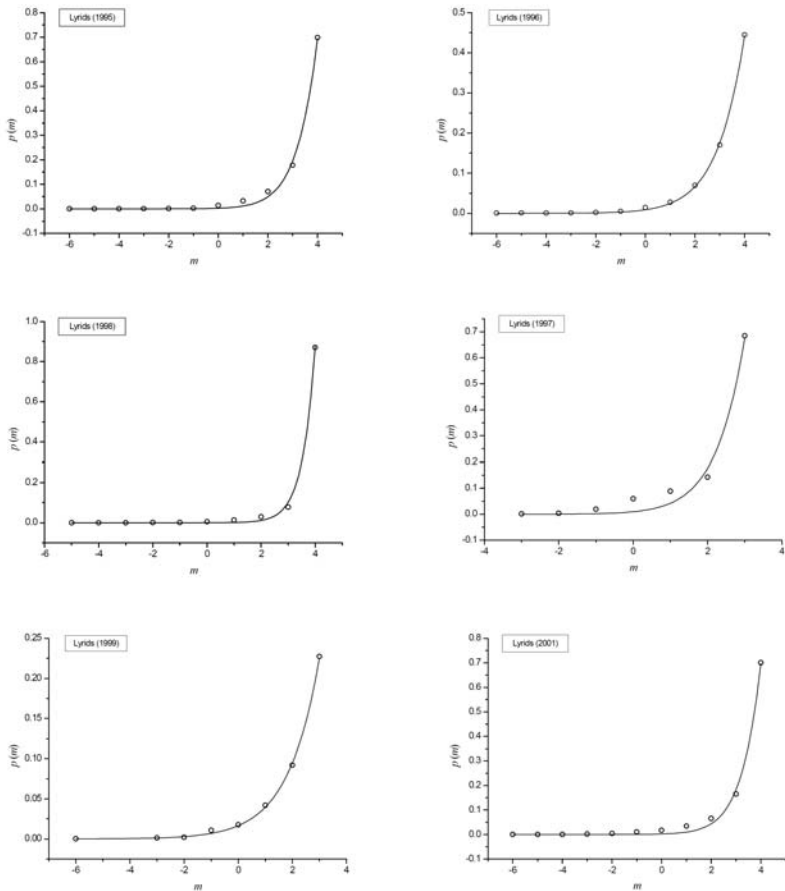 Lyrids (1995)
0.8
0.7
0.6
0.5
0.4
0.3
0.2
0.1
0.0
-0.1
p (m)
-6 -4 -2 0 2 4
m
Lyrids (1996)
0.5
0.4
0.3
0.2
0.1
0.0
p (m)
-6 -4 -2 0 2 4
m
Lyrids (1998)
1.0
0.8
0.6
0.4
0.2
0.0
p (m)
-6 -4 -2 0 2 4
m
Lyrids (1997)
0.7
0.6
0.5
0.4
0.3
0.2
0.1
0.0
-0.1
p (m)
-4 -2 0 2 4
m
Lyrids (1999)
0.25
0.20
0.15
0.10
0.05
0.00
p (m)
-6 -4 -2 0 2 4
m
Lyrids (2001)
0.8
0.7
0.6
0.5
0.4
0.3
0.2
0.1
0.0
-0.1
p (m)
-6 -4 -2 0 2 4
m